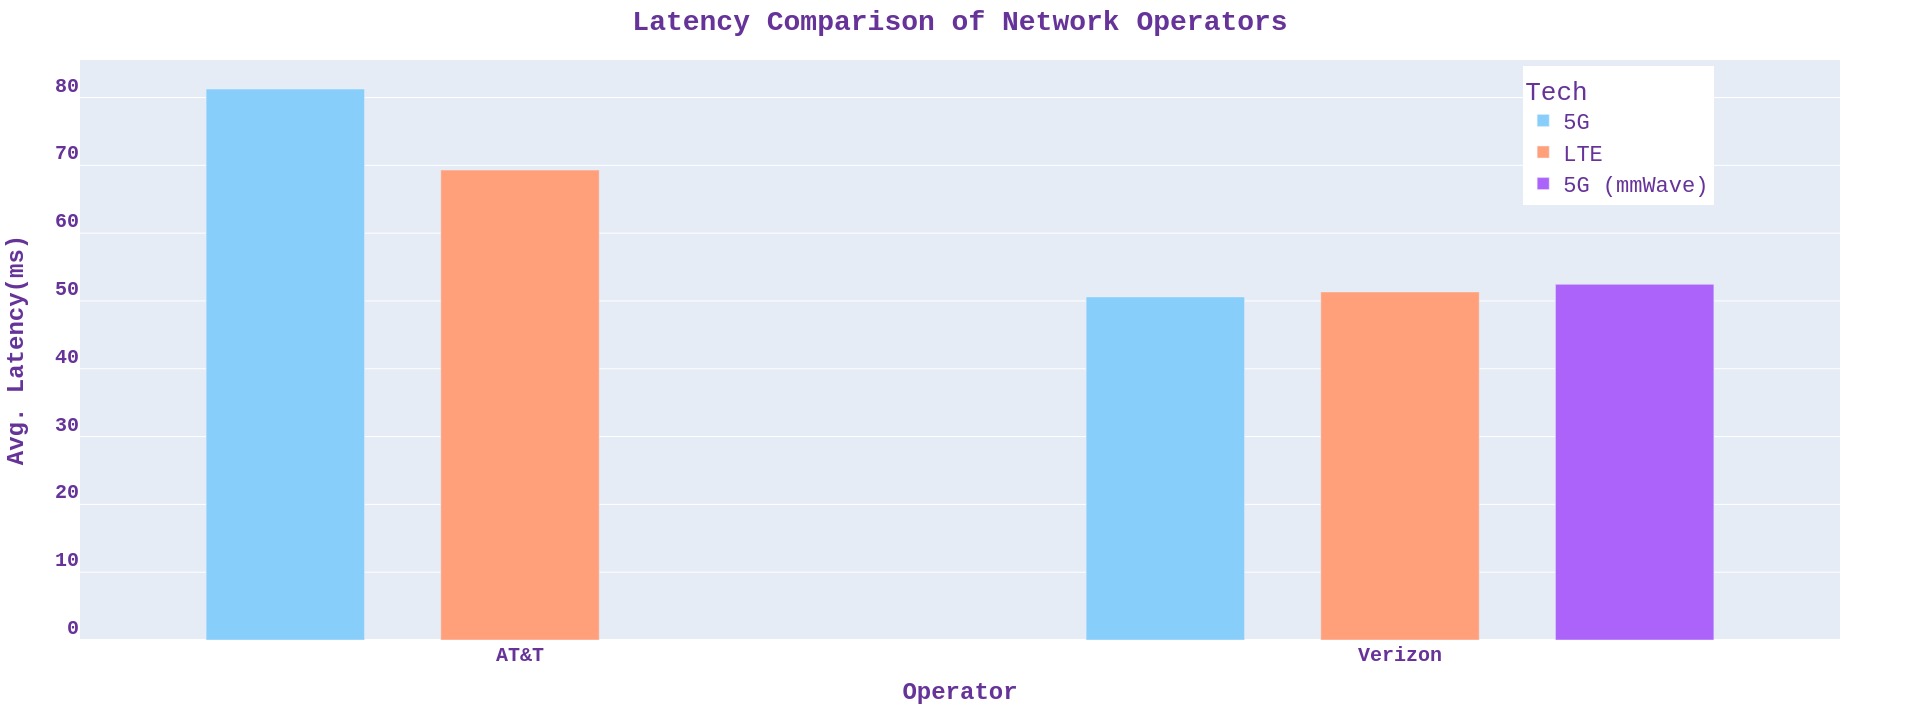 Latency Comparison of Network Operators
Avg. Latency(ms)
80
70
60
50
40
30
20
10
0
Tech
5G
LTE
5G (mmWave)
AT&T
Verizon
Operator